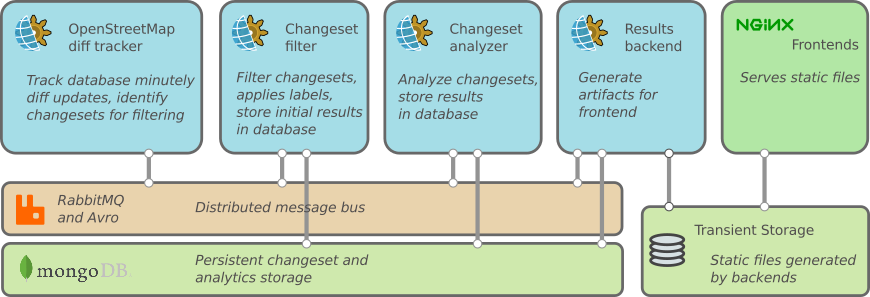 OpenStreetMap
diff tracker
Track database minutely
diff updates, identify
changesets for filtering
Changeset
filter
Filter changesets,
applies labels,
store initial results
in database
Changeset
analyzer
Analyze changesets,
store results
in database
Results
backend
Generate
artifacts for
frontend
NGiNX
Frontends
Serves static files
RabbitMQ
and Avro
Distributed message bus
mongoDB
Persistent changeset and
analytics storage
Transient Storage
Static files generated
by backends